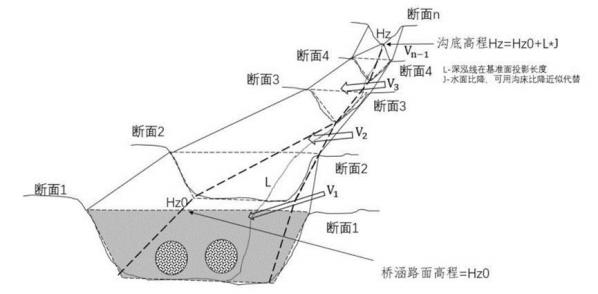 断面n
Hz
断面4
Vn-1
沟底高程Hz=Hz0+L*J
断面4
L-深泓线在基准面投影长度
J-水面比降，可用沟床比降近似代替
断面3
V3
断面3
断面2
V2
断面2
断面1
L
Hz0
V1
断面1
桥涵路面高程=Hz0